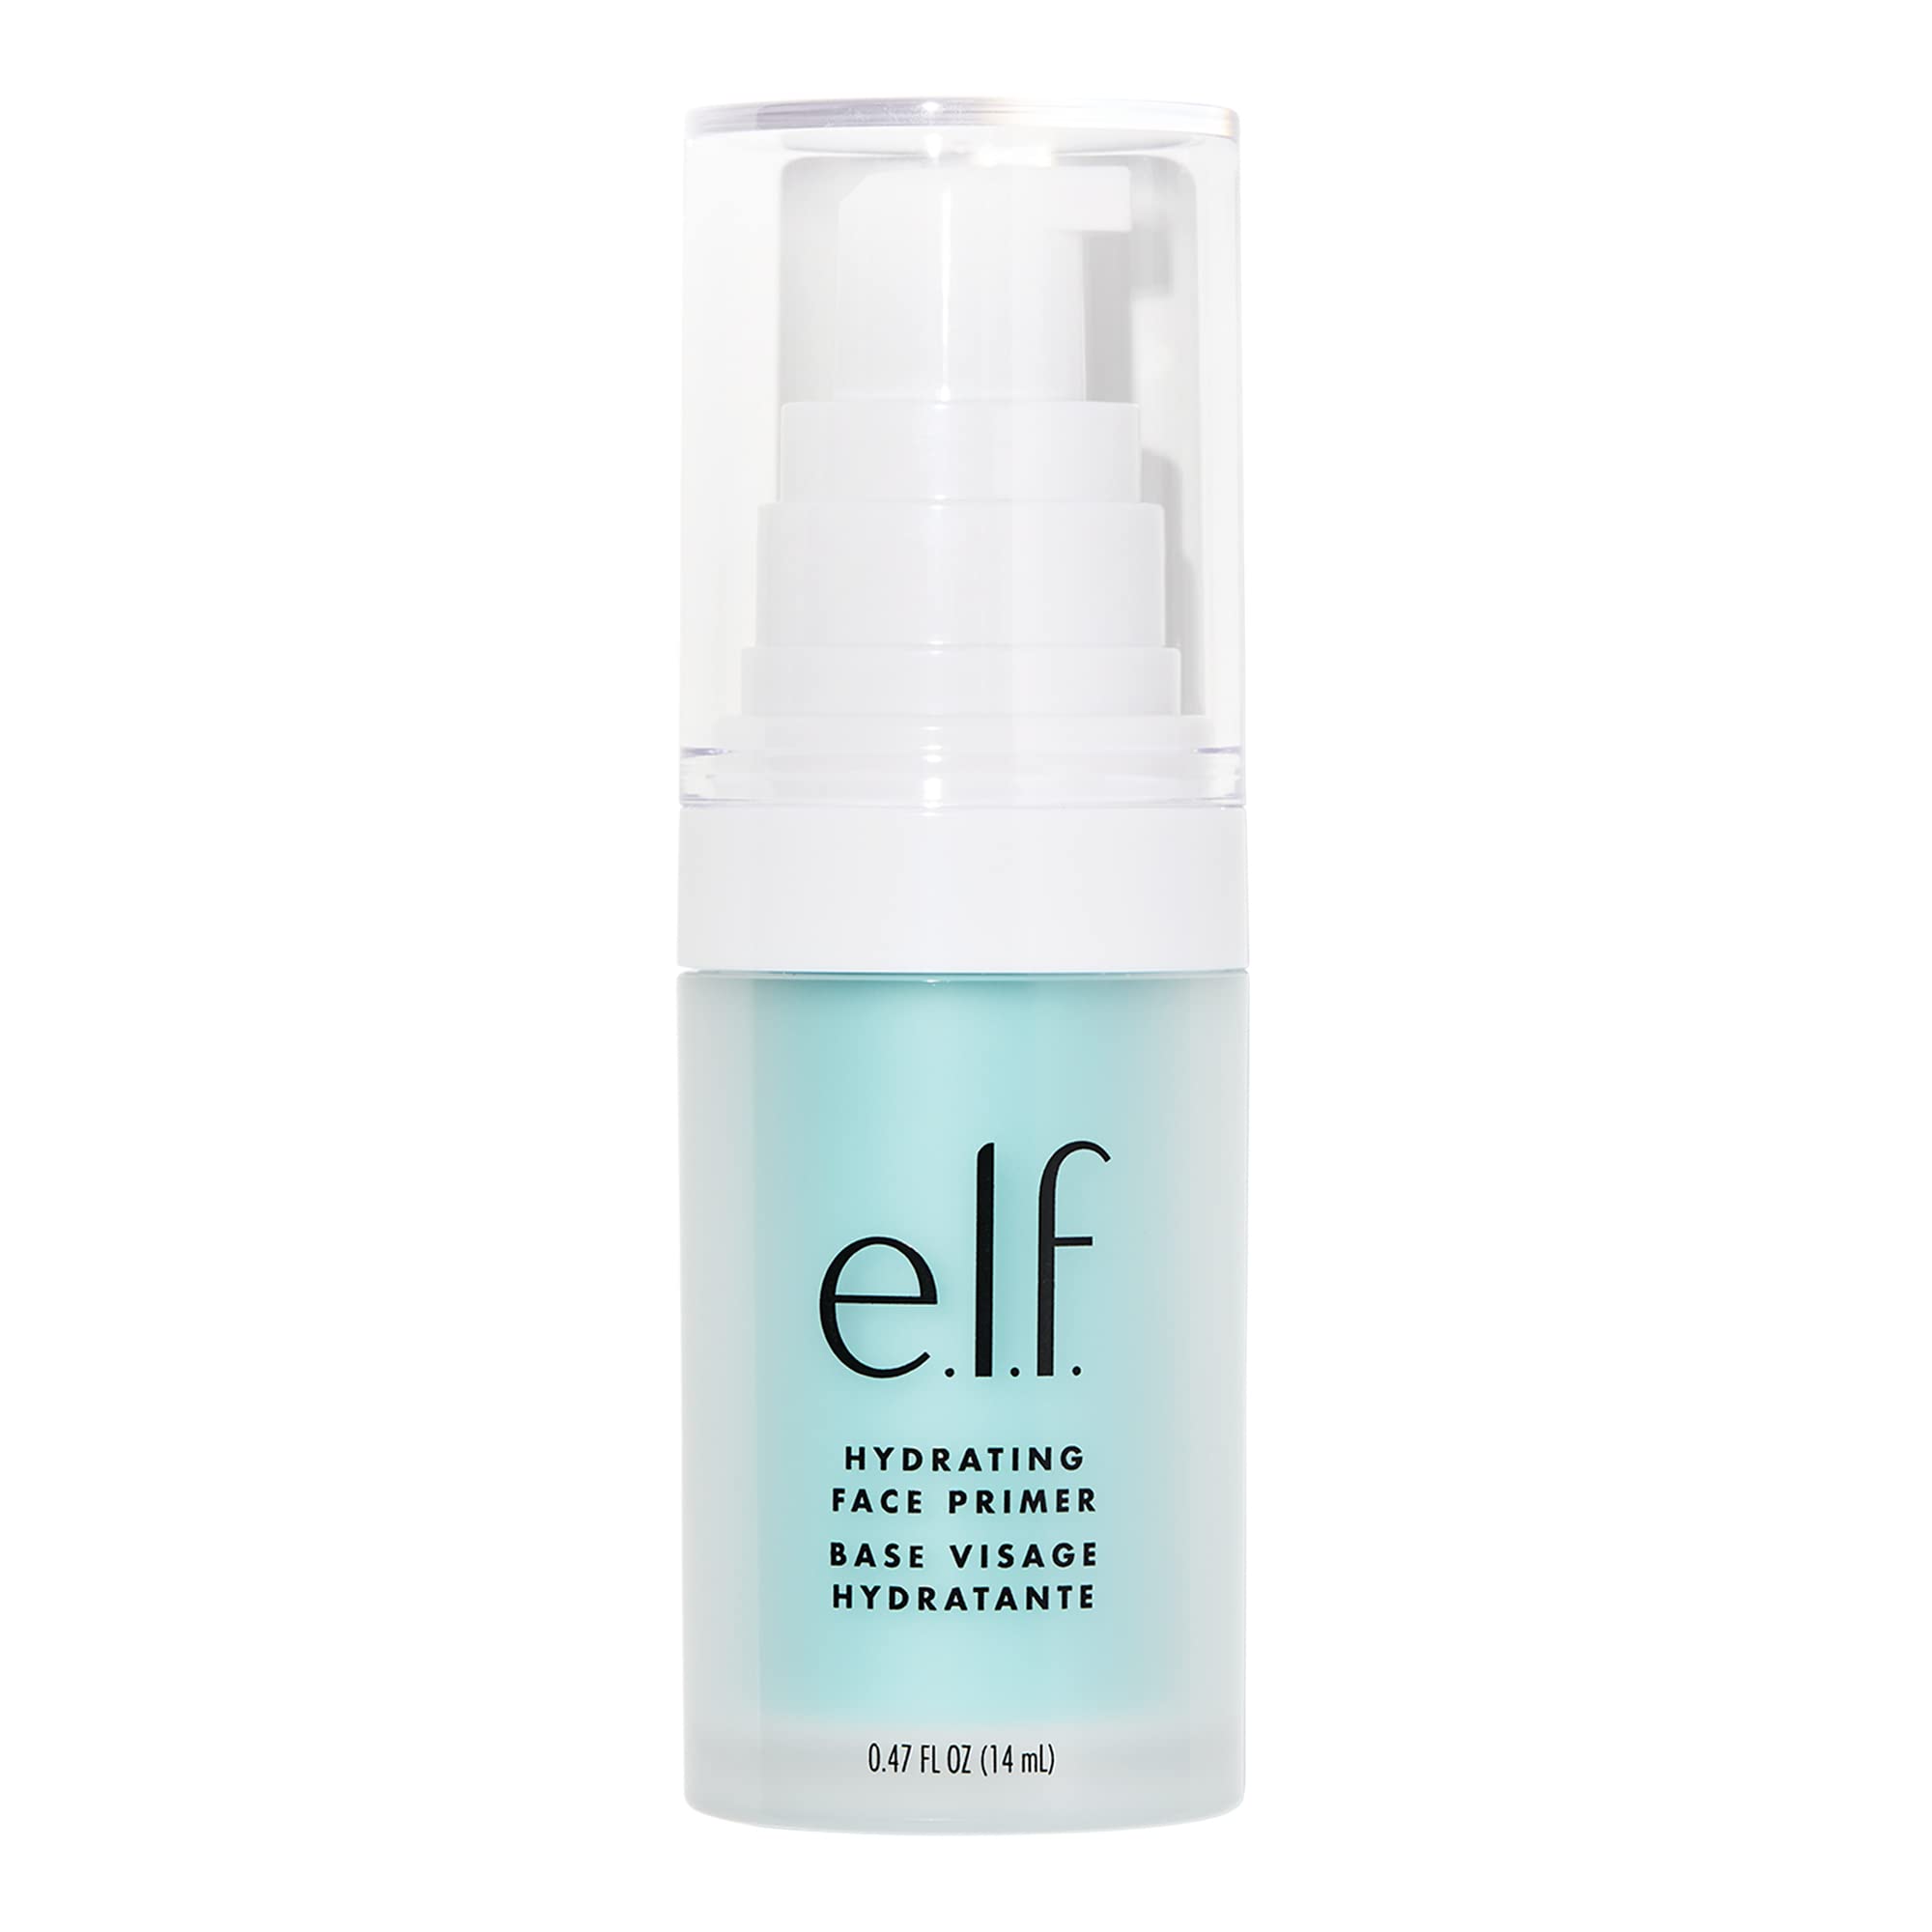 e.l.f.
HYDRATING
FACE PRIMER
BASE VISAGE
HYDRATANTE
0.47 FL OZ (14 mL)